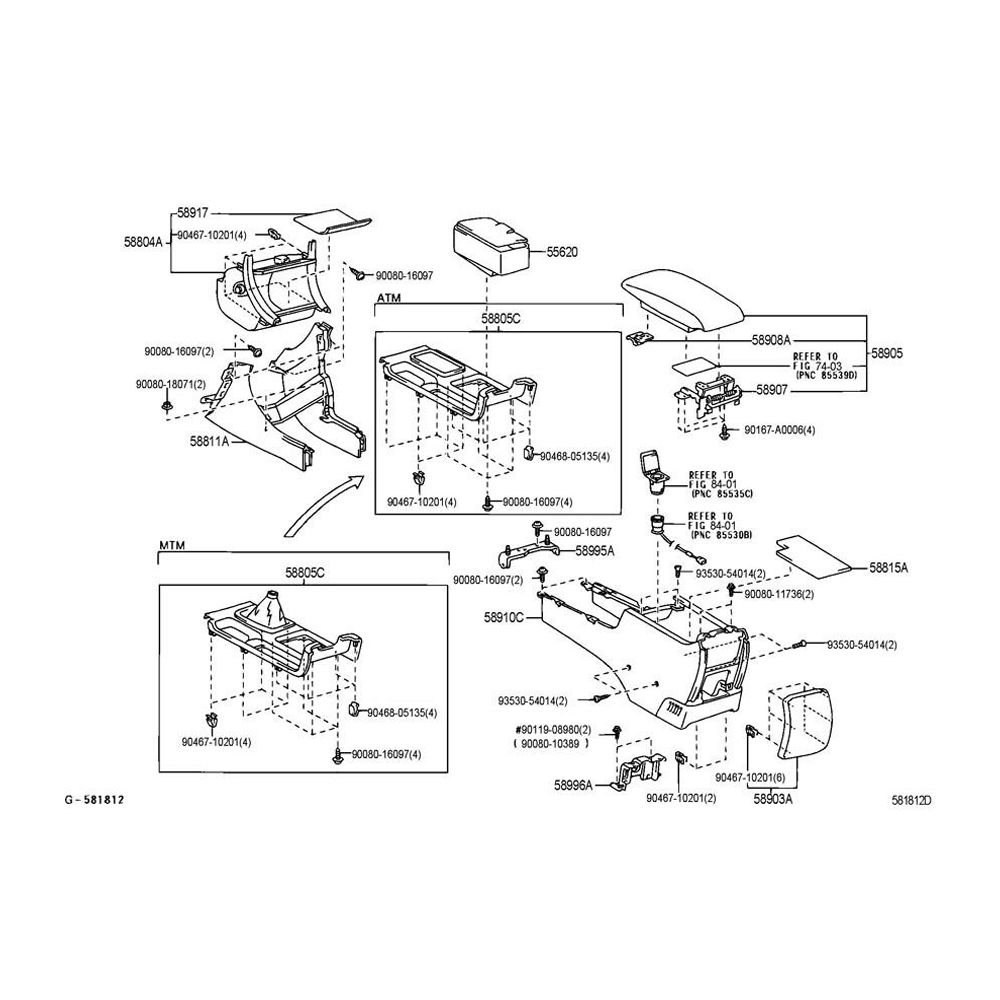 58917
58804A
90467-10201(4)
90080-16097
55620
ATM
58805C
90080-16097(2)
90080-18071(2)
58811A
90468-05135(4)
90467-10201(4)
90080-16097(4)
58908A
58905
REFER TO
FIG 74-03
(PNC 85539D)
58907
90167-A0006(4)
REFER TO
FIG 84-01
(PNC 85535C)
REFER TO
FIG 84-01
(PNC 85530B)
90080-16097
58995A
90080-16097(2)
58910C
93530-54014(2)
90080-11736(2)
58815A
93530-54014(2)
93530-54014(2)
MTM
58805C
90468-05135(4)
90467-10201(4)
90080-16097(4)
#90119-08980(2)
( 90080-10389 )
58996A
90467-10201(2)
90467-10201(6)
58903A
G-581812
581812D